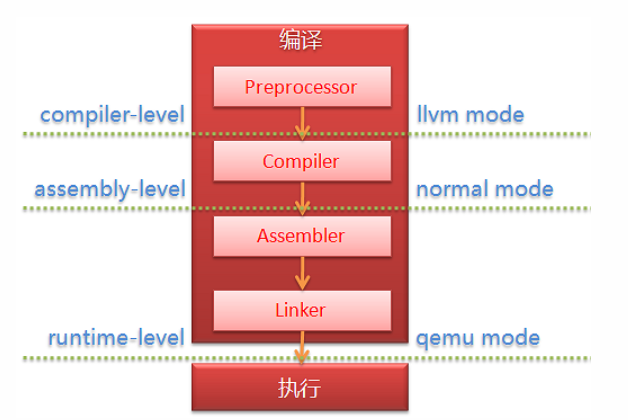 编译
Preprocessor
compiler-level llvm mode
Compiler
assembly-level normal mode
Assembler
Linker
runtime-level qemu mode
执行